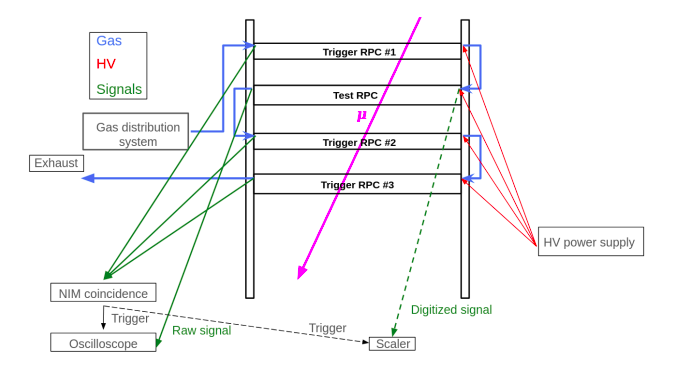 Gas
HV
Signals
Gas distribution
system
Exhaust
Trigger RPC #1
Test RPC
μ
Trigger RPC #2
Trigger RPC #3
HV power supply
NIM coincidence
Trigger
Oscilloscope
Raw signal
Trigger
Digitized signal
Scaler